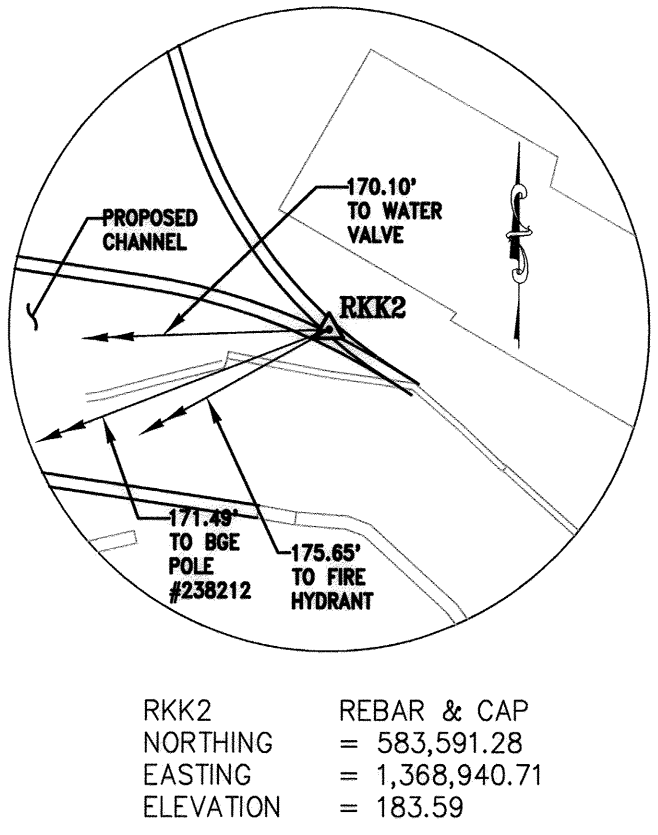 170.10'
TO WATER
VALVE
PROPOSED
CHANNEL
RKK2
171.49'
TO BGE
POLE
#238212
175.65'
TO FIRE
HYDRANT
RKK2 REBAR & CAP
NORTHING = 583,591.28
EASTING = 1,368,940.71
ELEVATION = 183.59